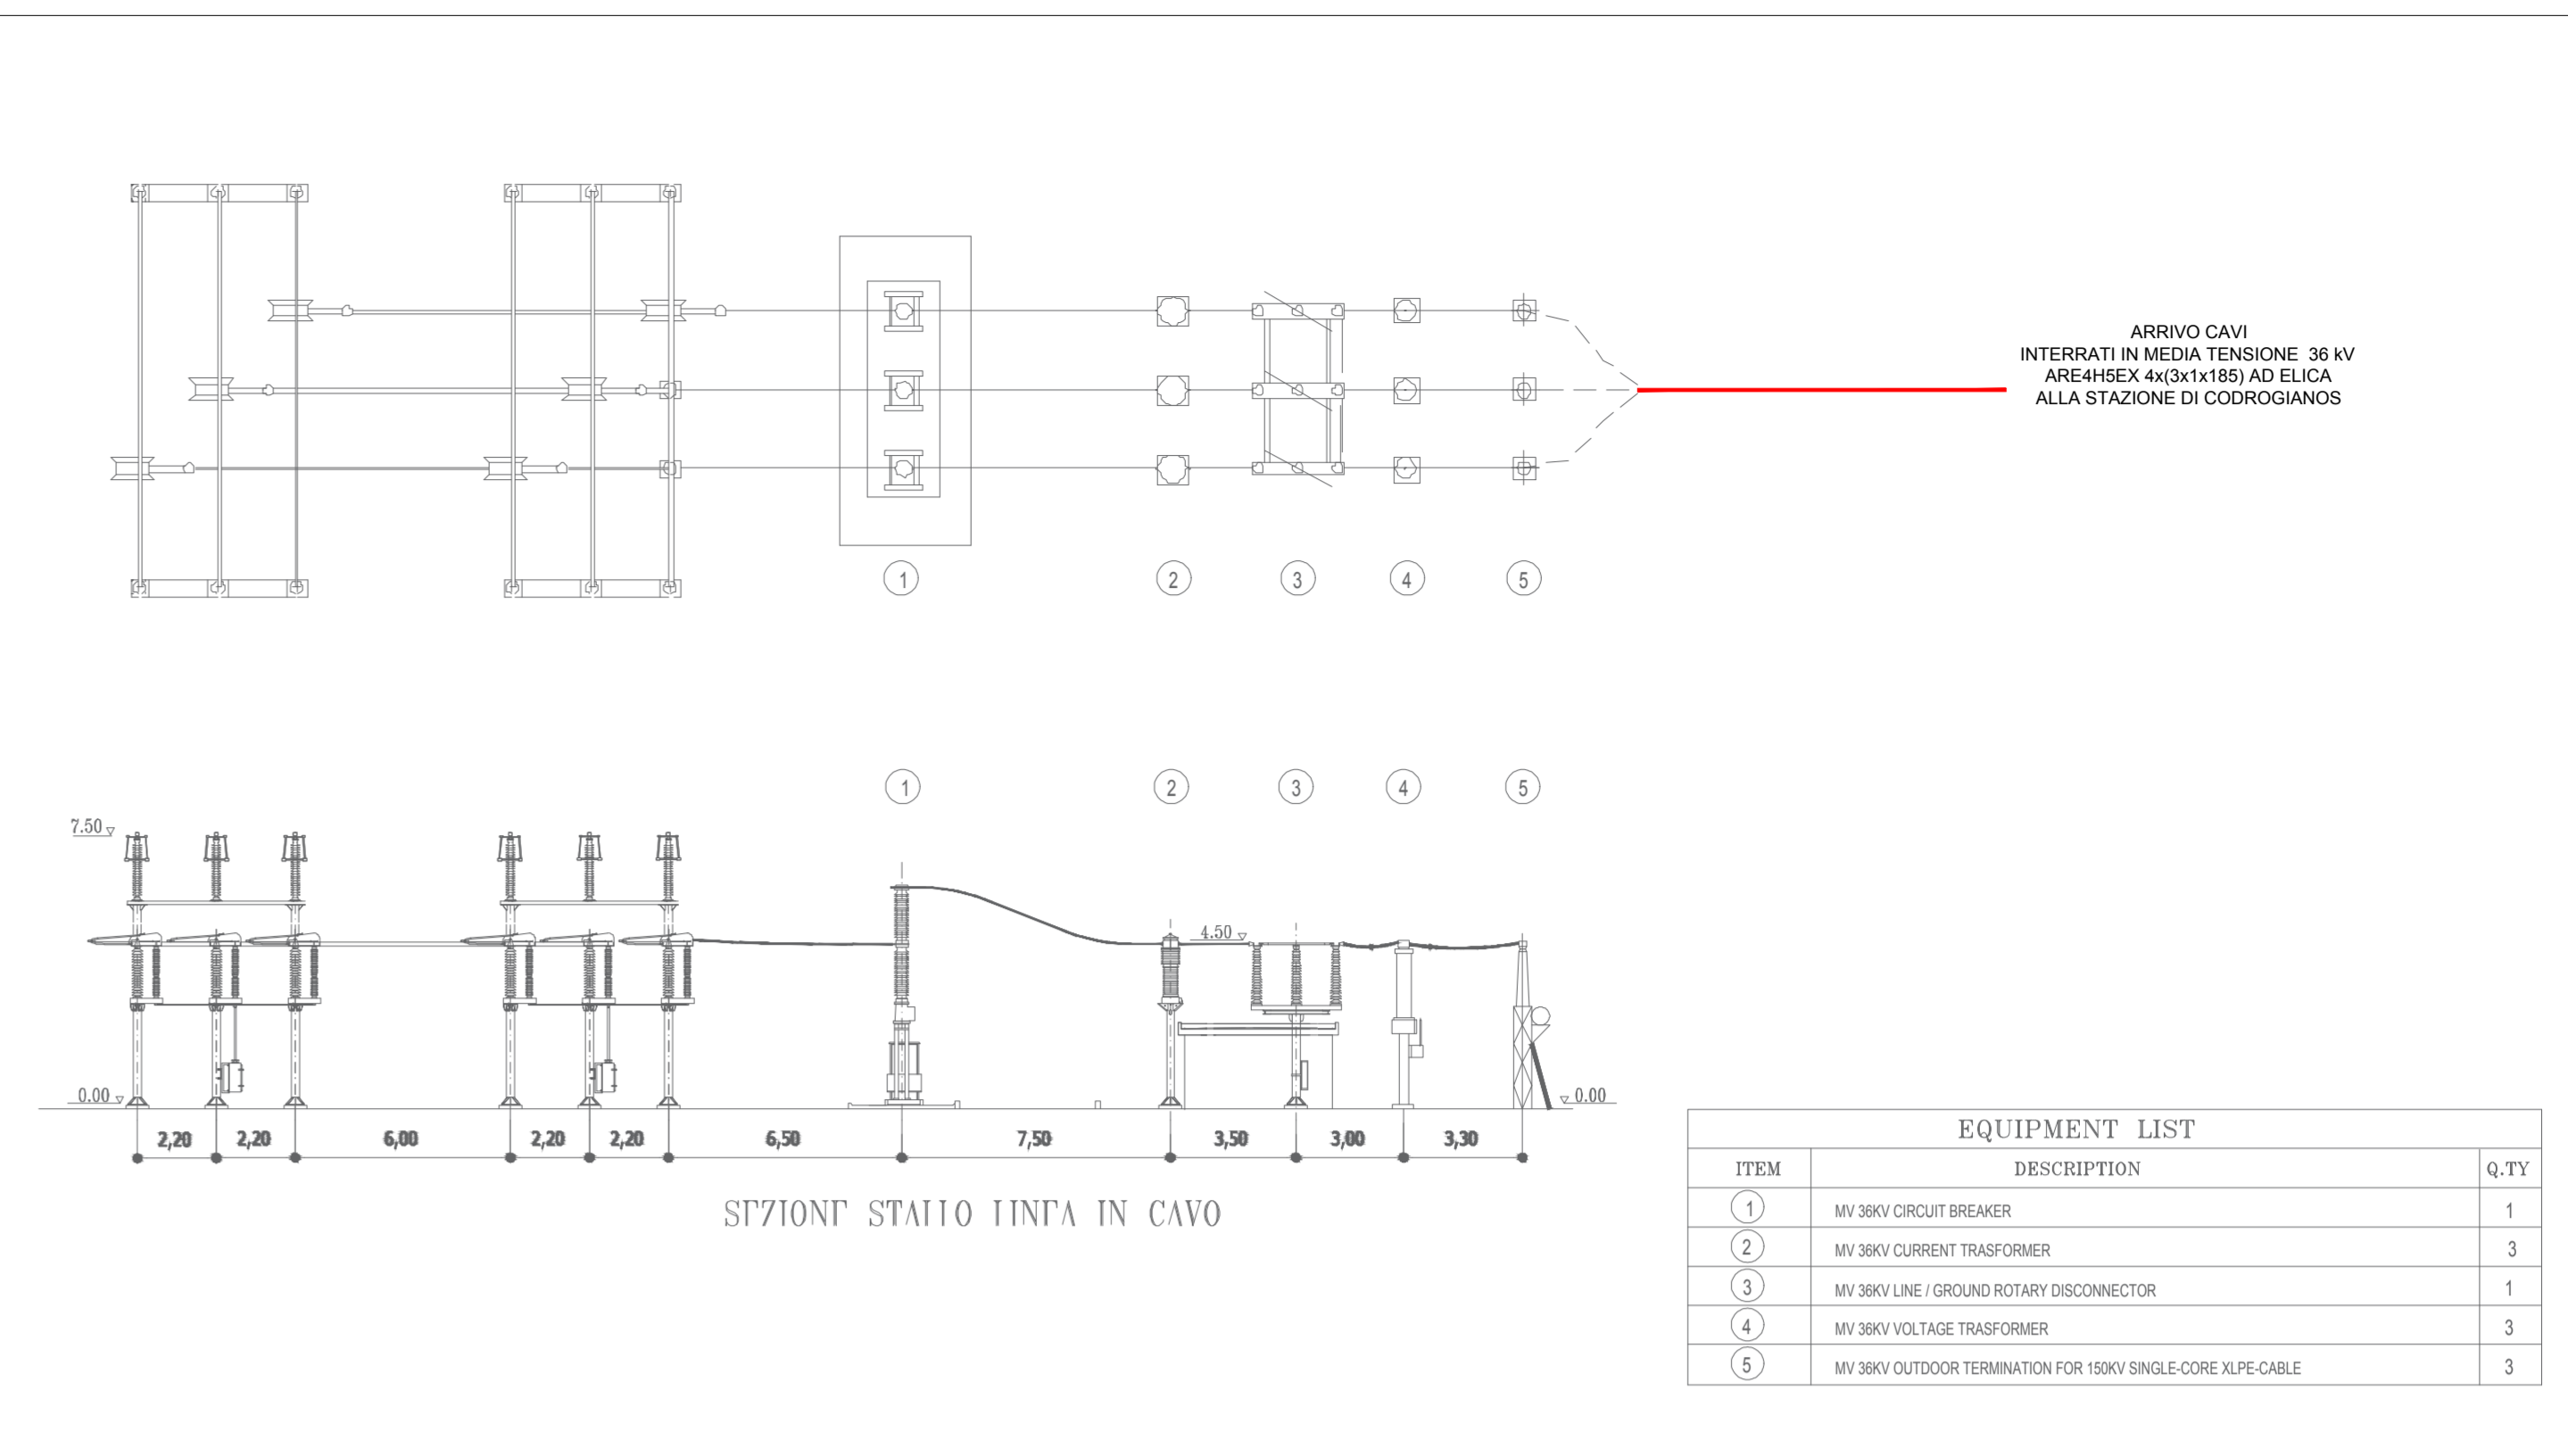 ARRIVO CAVI
INTERRATI IN MEDIA TENSIONE 36 kV
ARE4H5EX 4x(3x1x185) AD ELICA
ALLA STAZIONE DI CODROGIANOS
1 2 3 4 5
1 2 3 4 5
7.50
4.50
0.00
0.00
2,20 2,20 6,00 2,20 2,20 6,50 7,50 3,50 3,00 3,30
SEZIONE STALLO LINEA IN CAVO
EQUIPMENT LIST
ITEM DESCRIPTION Q.TY
1 MV 36KV CIRCUIT BREAKER 1
2 MV 36KV CURRENT TRASFORMER 3
3 MV 36KV LINE / GROUND ROTARY DISCONNECTOR 1
4 MV 36KV VOLTAGE TRASFORMER 3
5 MV 36KV OUTDOOR TERMINATION FOR 150KV SINGLE-CORE XLPE-CABLE 3